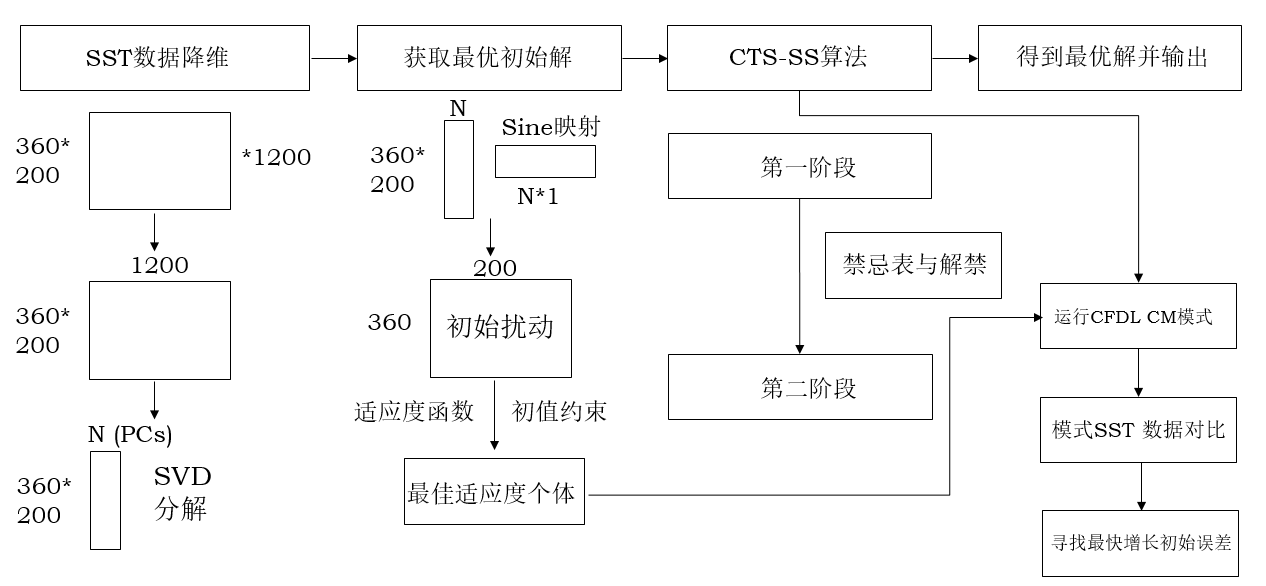 SST数据降维
获取最优初始解
CTS-SS算法
得到最优解并输出
360*
200
*1200
1200
360*
200
N (PCs)
360*
200
SVD
分解
N
360*
200
Sine映射
N*1
200
360
初始扰动
适应度函数
初值约束
最佳适应度个体
第一阶段
禁忌表与解禁
第二阶段
运行CFDL CM模式
模式SST 数据对比
寻找最快增长初始误差